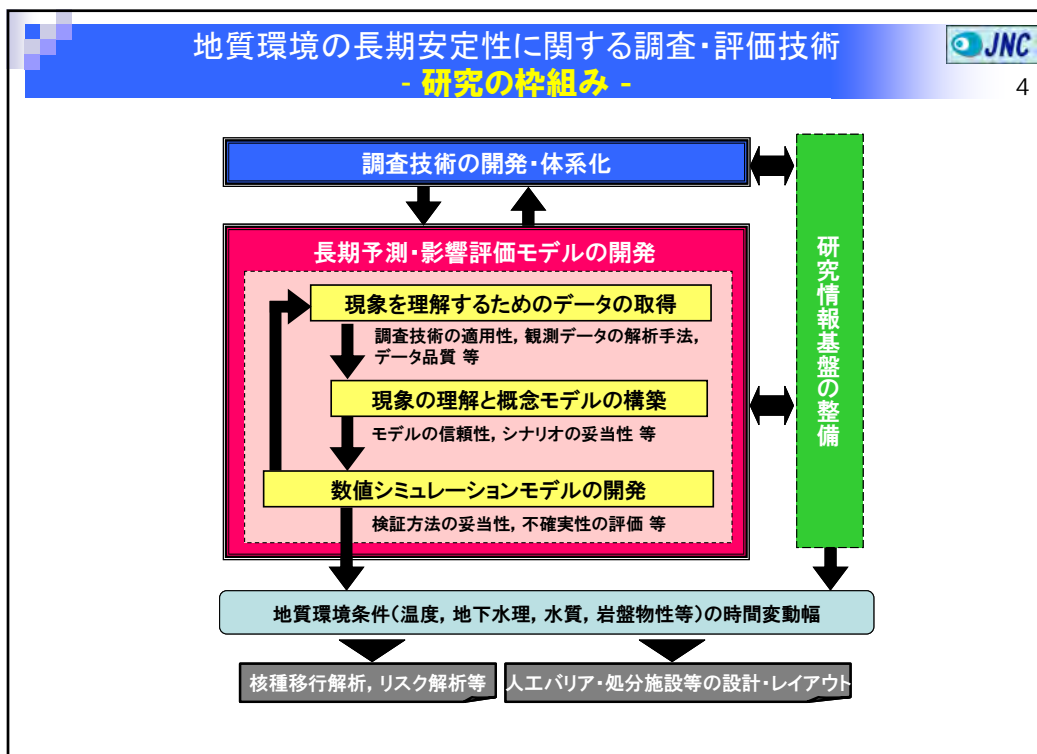 地質環境の長期安定性に関する調査・評価技術
- 研究の枠組み -
JNC
4
調査技術の開発・体系化
長期予測・影響評価モデルの開発
現象を理解するためのデータの取得
調査技術の適用性, 観測データの解析手法,
データ品質 等
現象の理解と概念モデルの構築
モデルの信頼性, シナリオの妥当性 等
数値シミュレーションモデルの開発
検証方法の妥当性, 不確実性の評価 等
研究情報基盤の整備
地質環境条件(温度, 地下水理, 水質, 岩盤物性等)の時間変動幅
核種移行解析, リスク解析等
人工バリア・処分施設等の設計・レイアウト